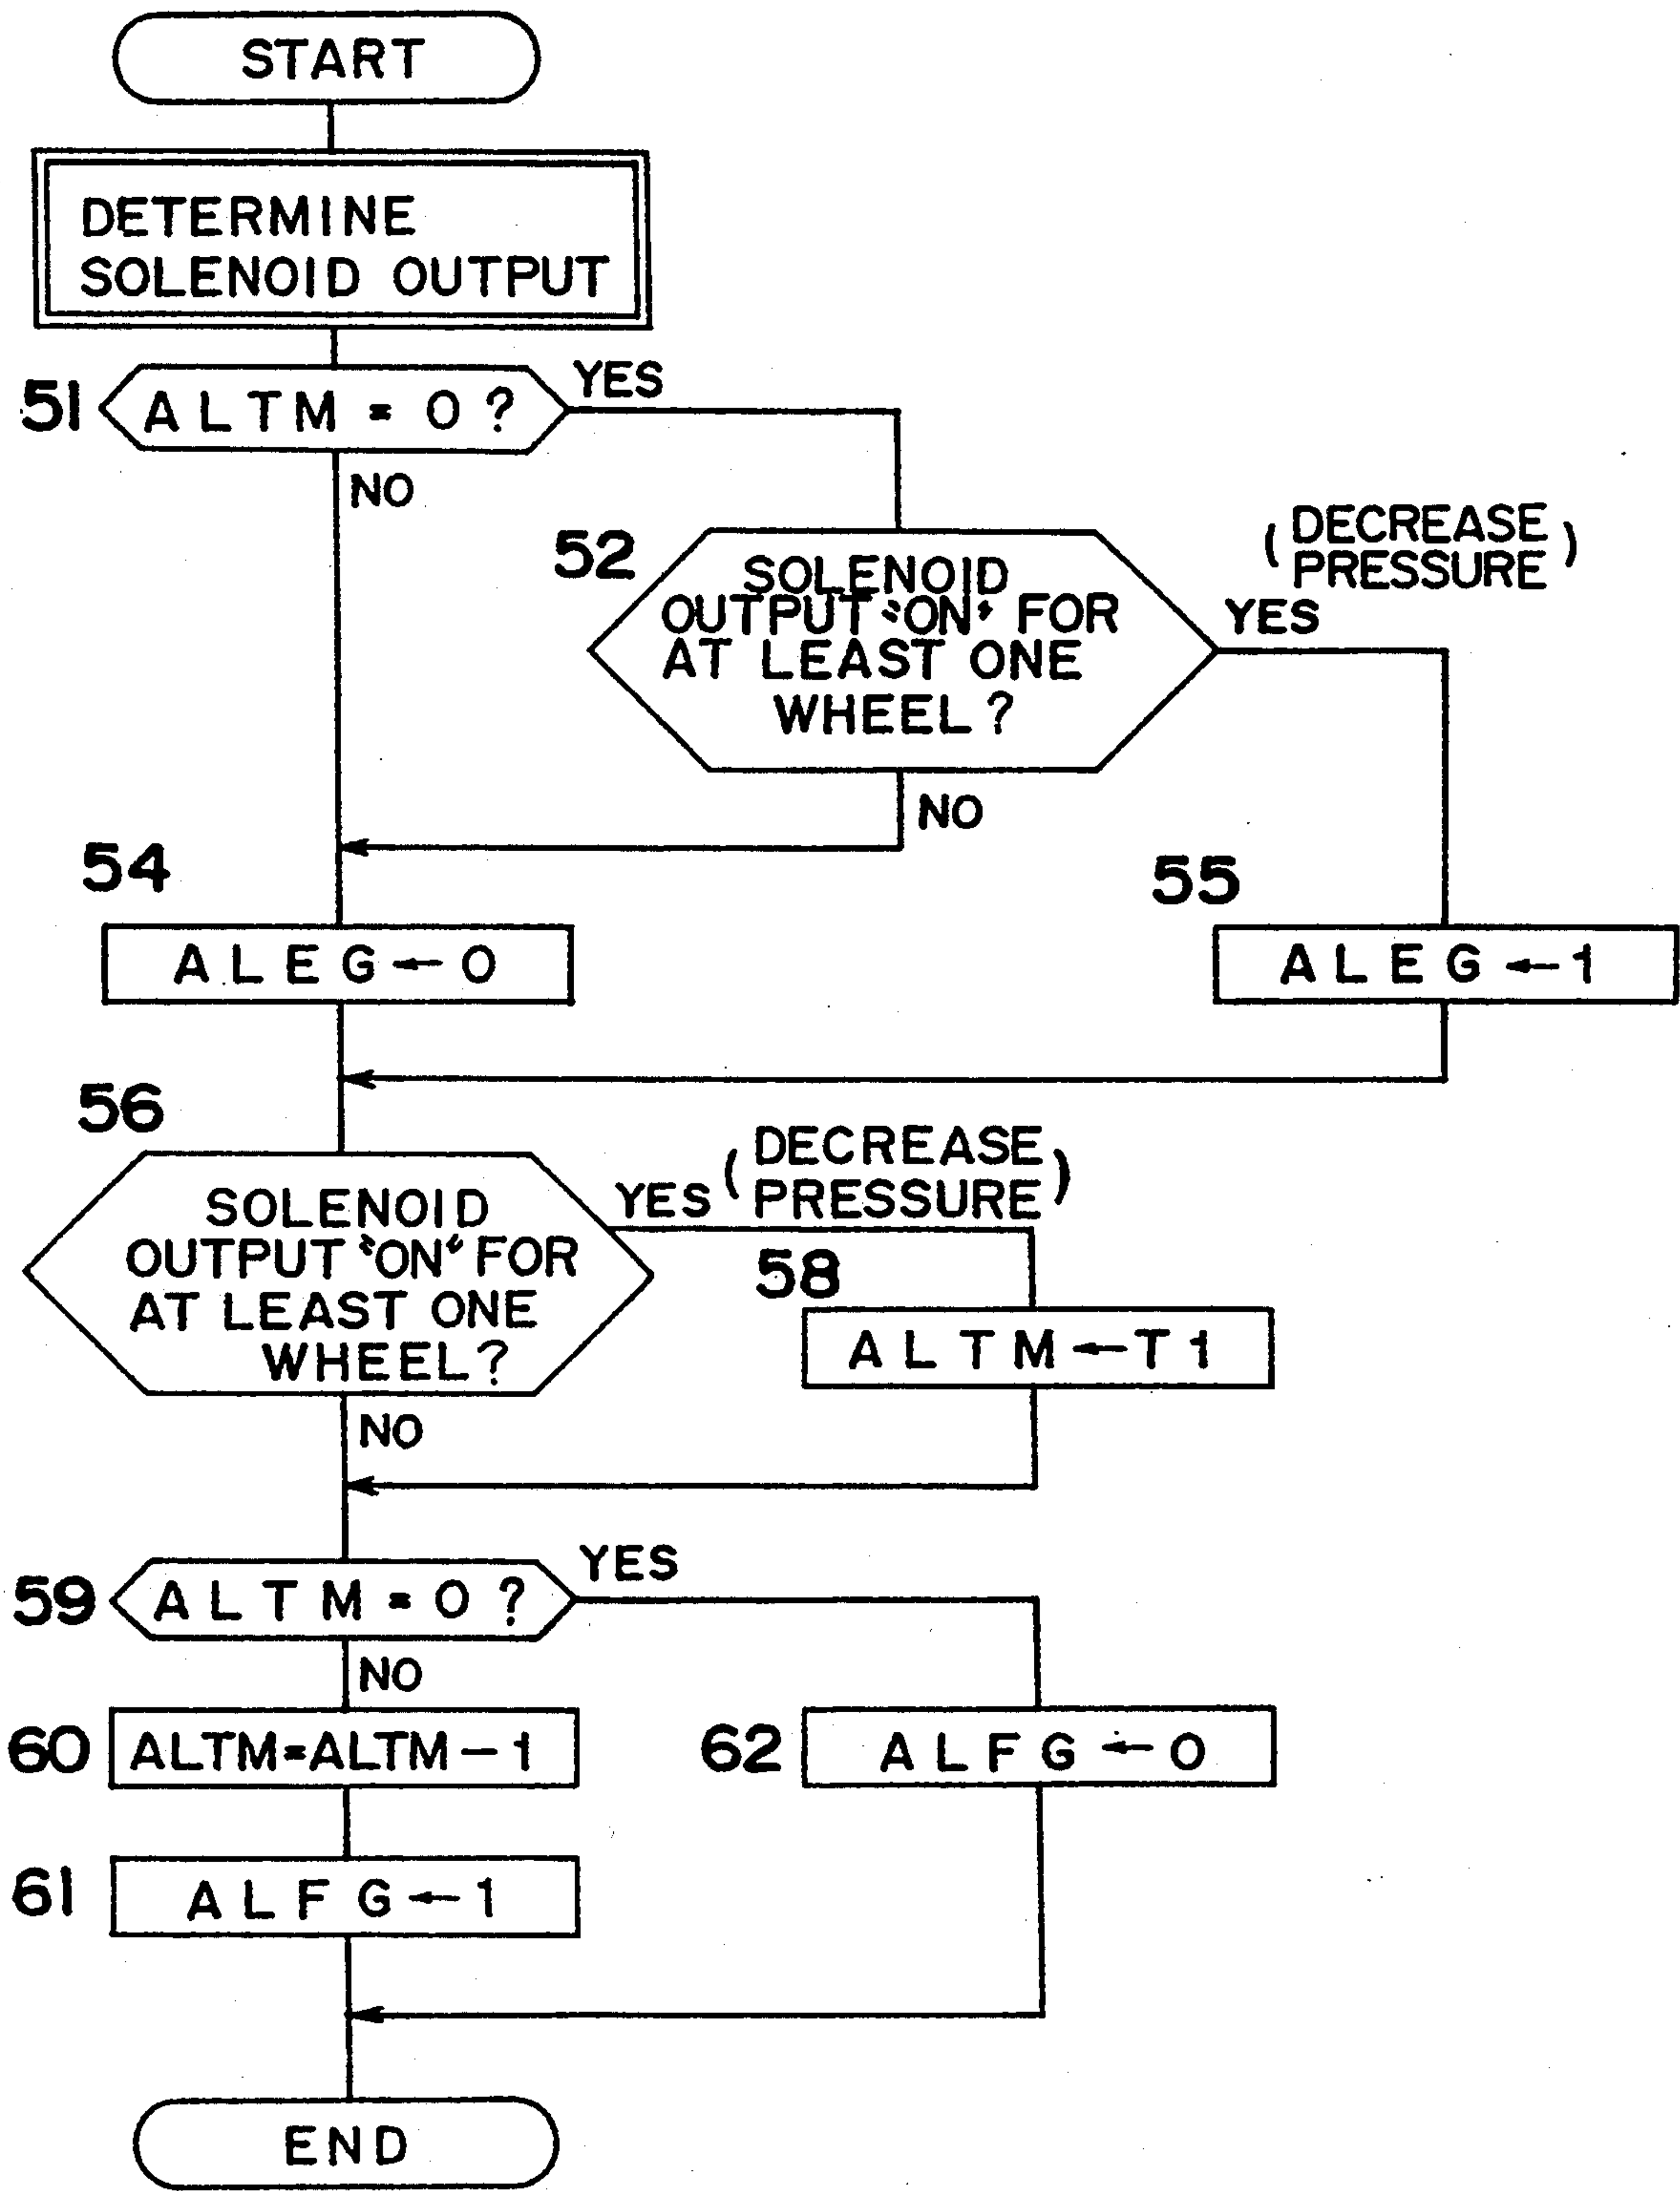 START
DETERMINE
SOLENOID OUTPUT
51
ALTM = 0 ?
YES
NO
52
SOLENOID
OUTPUT "ON" FOR
AT LEAST ONE
WHEEL ?
(DECREASE
PRESSURE)
YES
NO
54
ALEG ← 0
55
ALEG ← 1
56
SOLENOID
OUTPUT "ON" FOR
AT LEAST ONE
WHEEL ?
YES
(DECREASE
PRESSURE)
NO
58
ALTM ← T1
59
ALTM = 0 ?
YES
NO
60
ALTM=ALTM-1
62
ALFG ← 0
61
ALFG ← 1
END